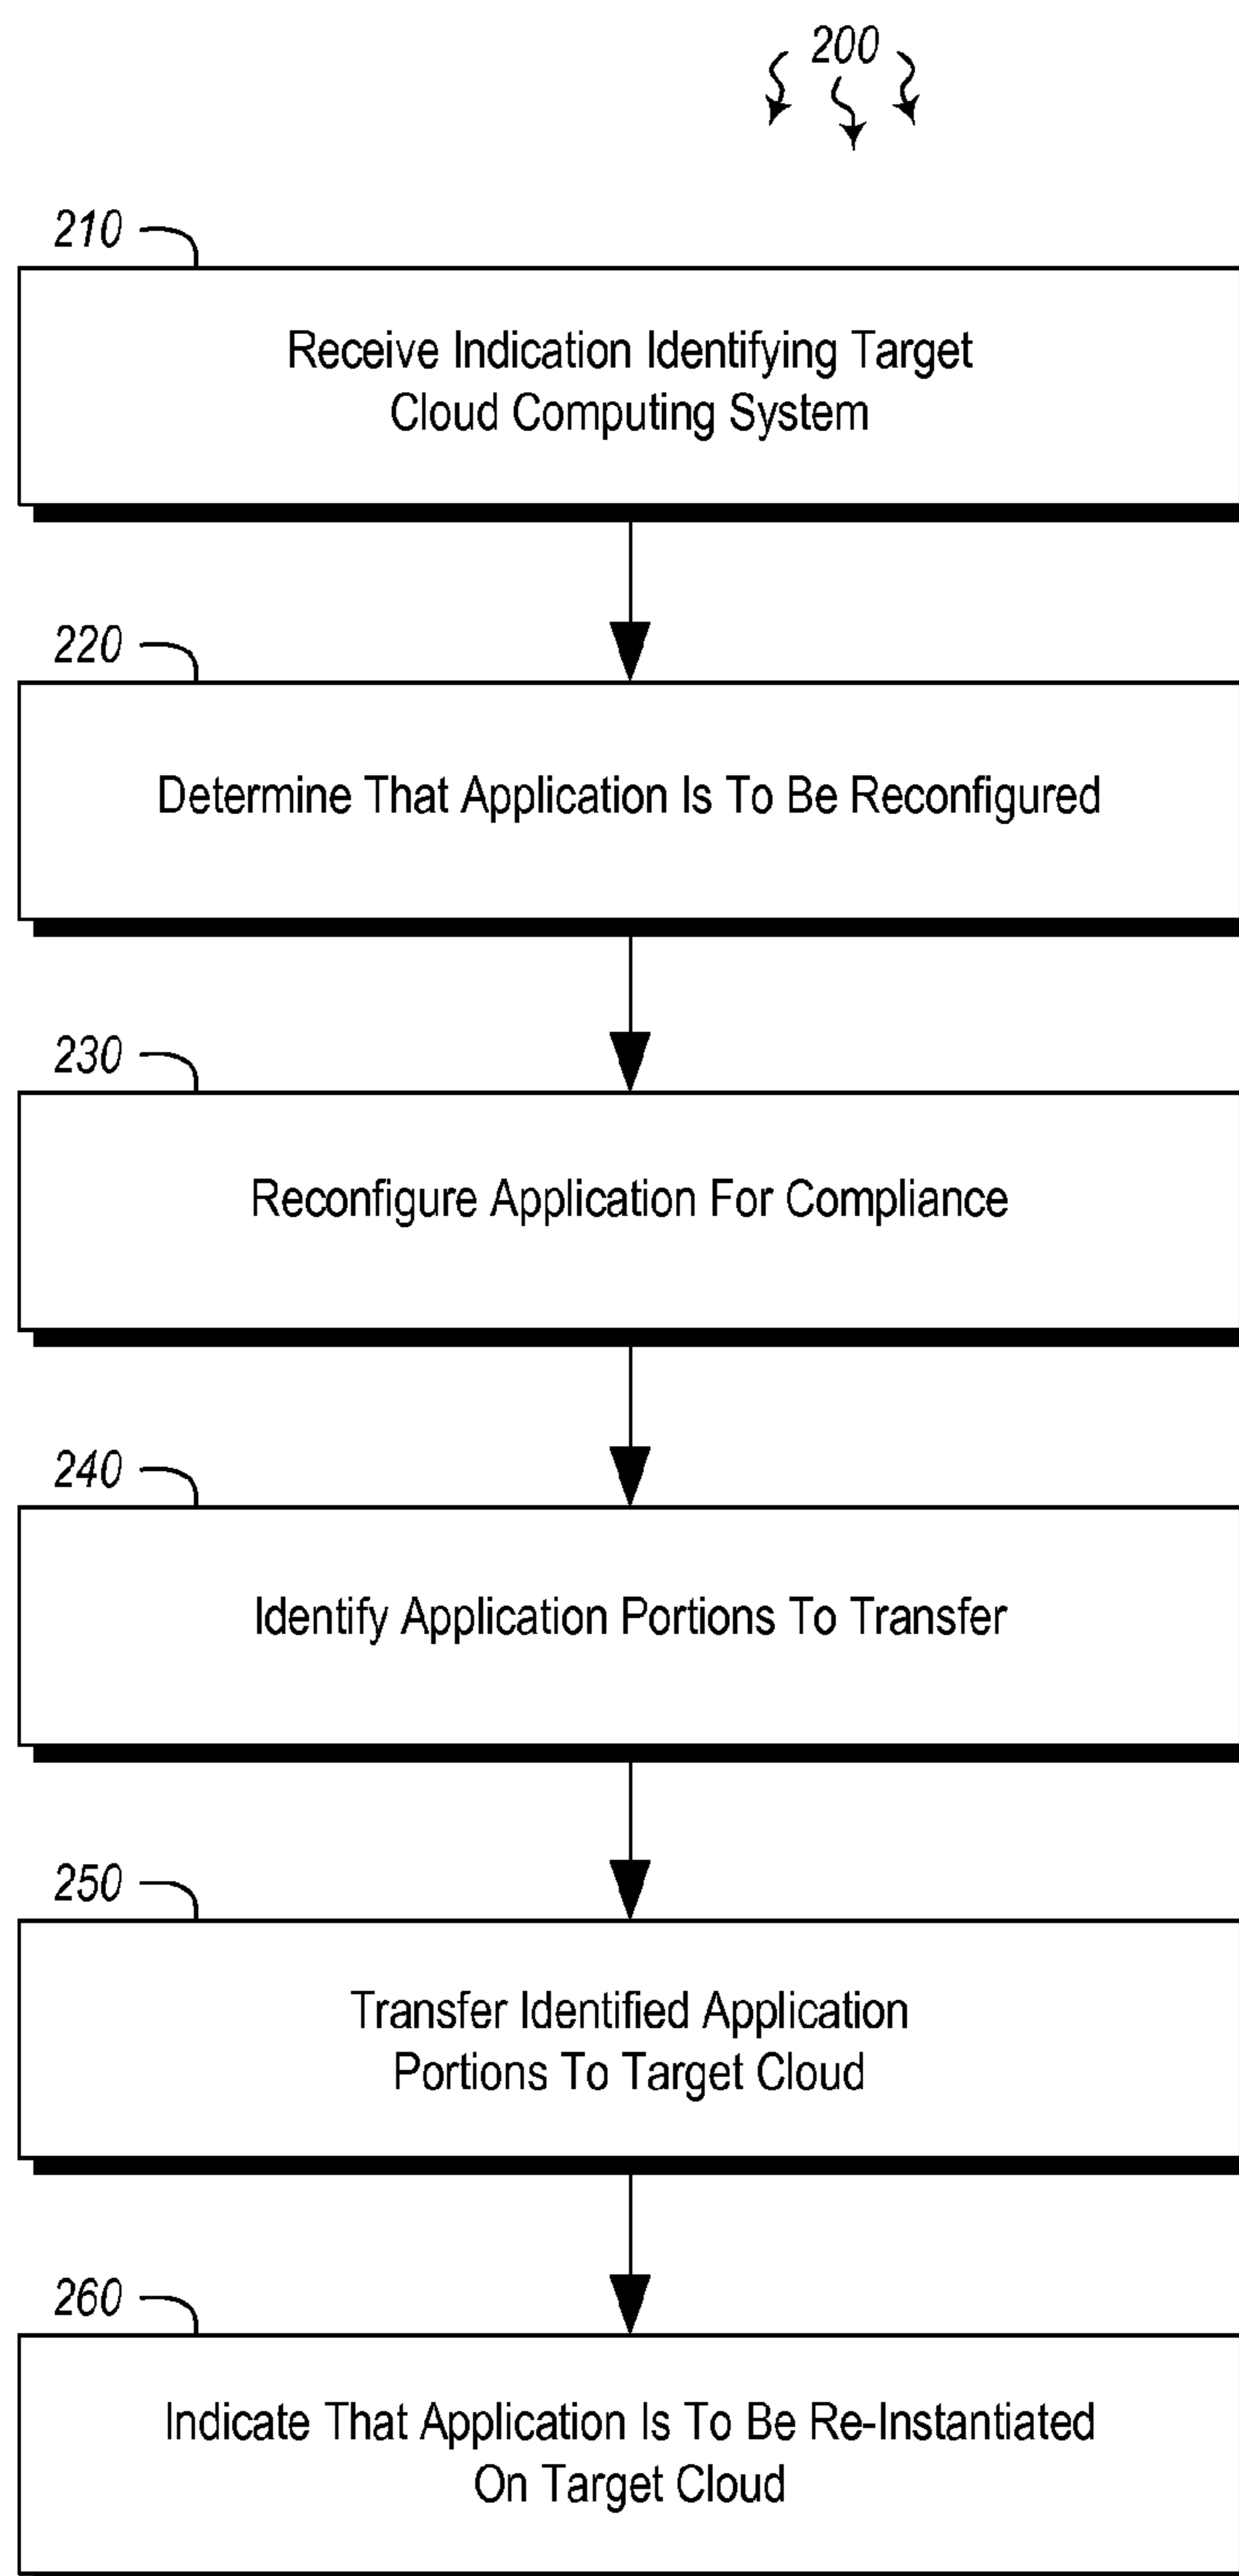 200
210
Receive Indication Identifying Target
Cloud Computing System
220
Determine That Application Is To Be Reconfigured
230
Reconfigure Application For Compliance
240
Identify Application Portions To Transfer
250
Transfer Identified Application
Portions To Target Cloud
260
Indicate That Application Is To Be Re-Instantiated
On Target Cloud